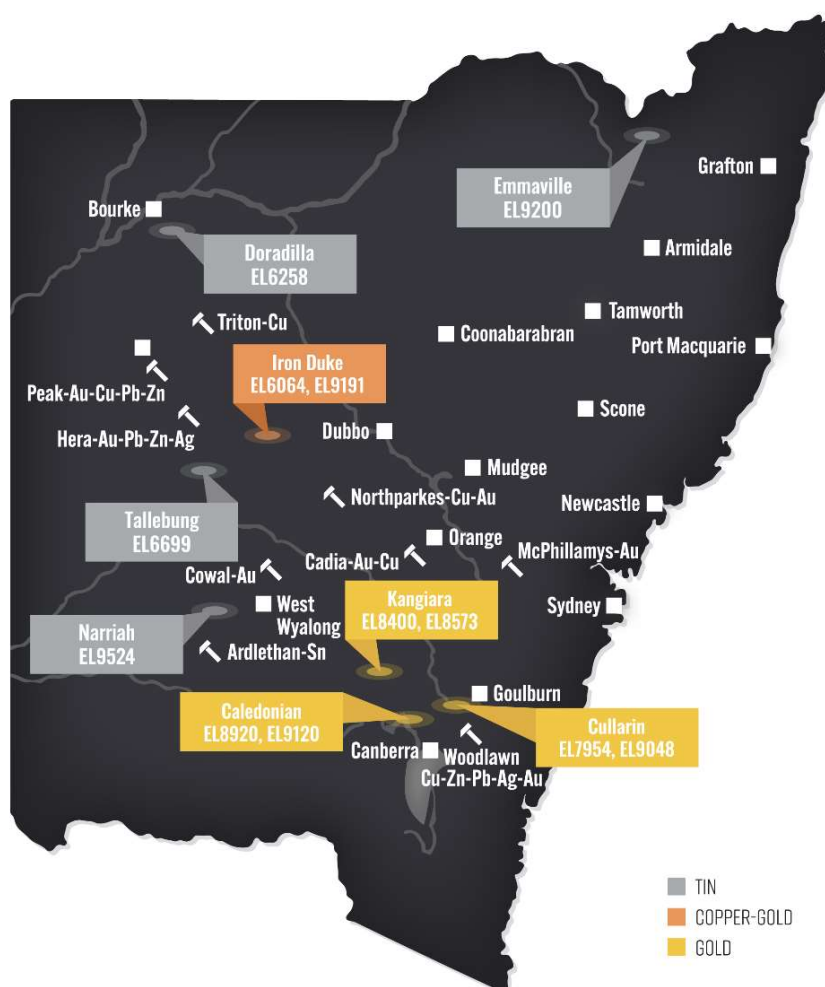 Emmaville
EL9200
Grafton
Bourke
Doradilla
EL6258
Armidale
Triton-Cu
Tamworth
Coonabarabran
Port Macquarie
Iron Duke
EL6064, EL9191
Peak-Au-Cu-Pb-Zn
Scone
Hera-Au-Pb-Zn-Ag
Dubbo
Mudgee
Northparkes-Cu-Au
Newcastle
Tallebung
EL6699
Orange
Cadia-Au-Cu
McPhillamys-Au
Cowal-Au
Kangiara
EL8400, EL8573
West
Wyalong
Sydney
Narriah
EL9524
Ardlethan-Sn
Goulburn
Caledonian
EL8920, EL9120
Cullarin
EL7954, EL9048
Canberra
Woodlawn
Cu-Zn-Pb-Ag-Au
TIN
COPPER-GOLD
GOLD